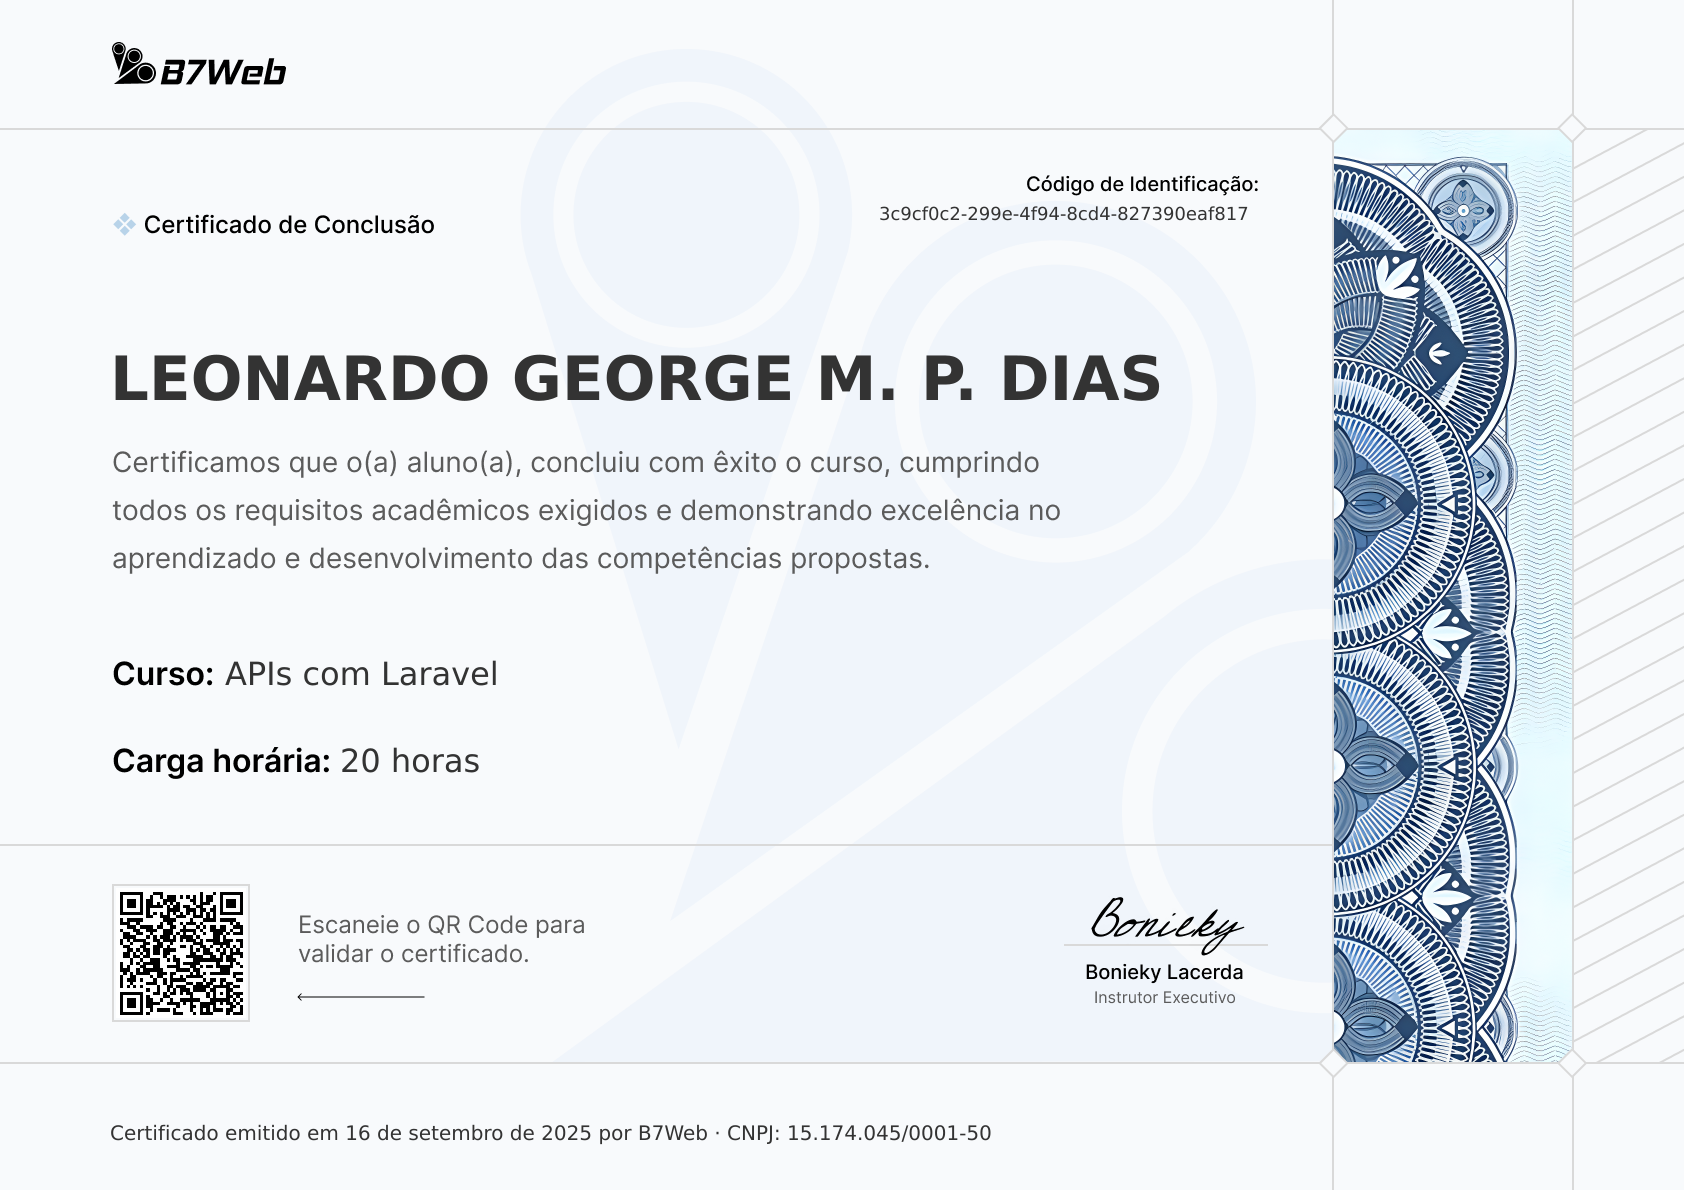 B7Web
Código de Identificação:
3c9cf0c2-299e-4f94-8cd4-827390eaf817
Certificado de Conclusão
LEONARDO GEORGE M. P. DIAS
Certificamos que o(a) aluno(a), concluiu com êxito o curso, cumprindo
todos os requisitos acadêmicos exigidos e demonstrando excelência no
aprendizado e desenvolvimento das competências propostas.
Curso: APIs com Laravel
Carga horária: 20 horas
Escaneie o QR Code para
validar o certificado.
Bonieky
Bonieky Lacerda
Instrutor Executivo
Certificado emitido em 16 de setembro de 2025 por B7Web · CNPJ: 15.174.045/0001-50